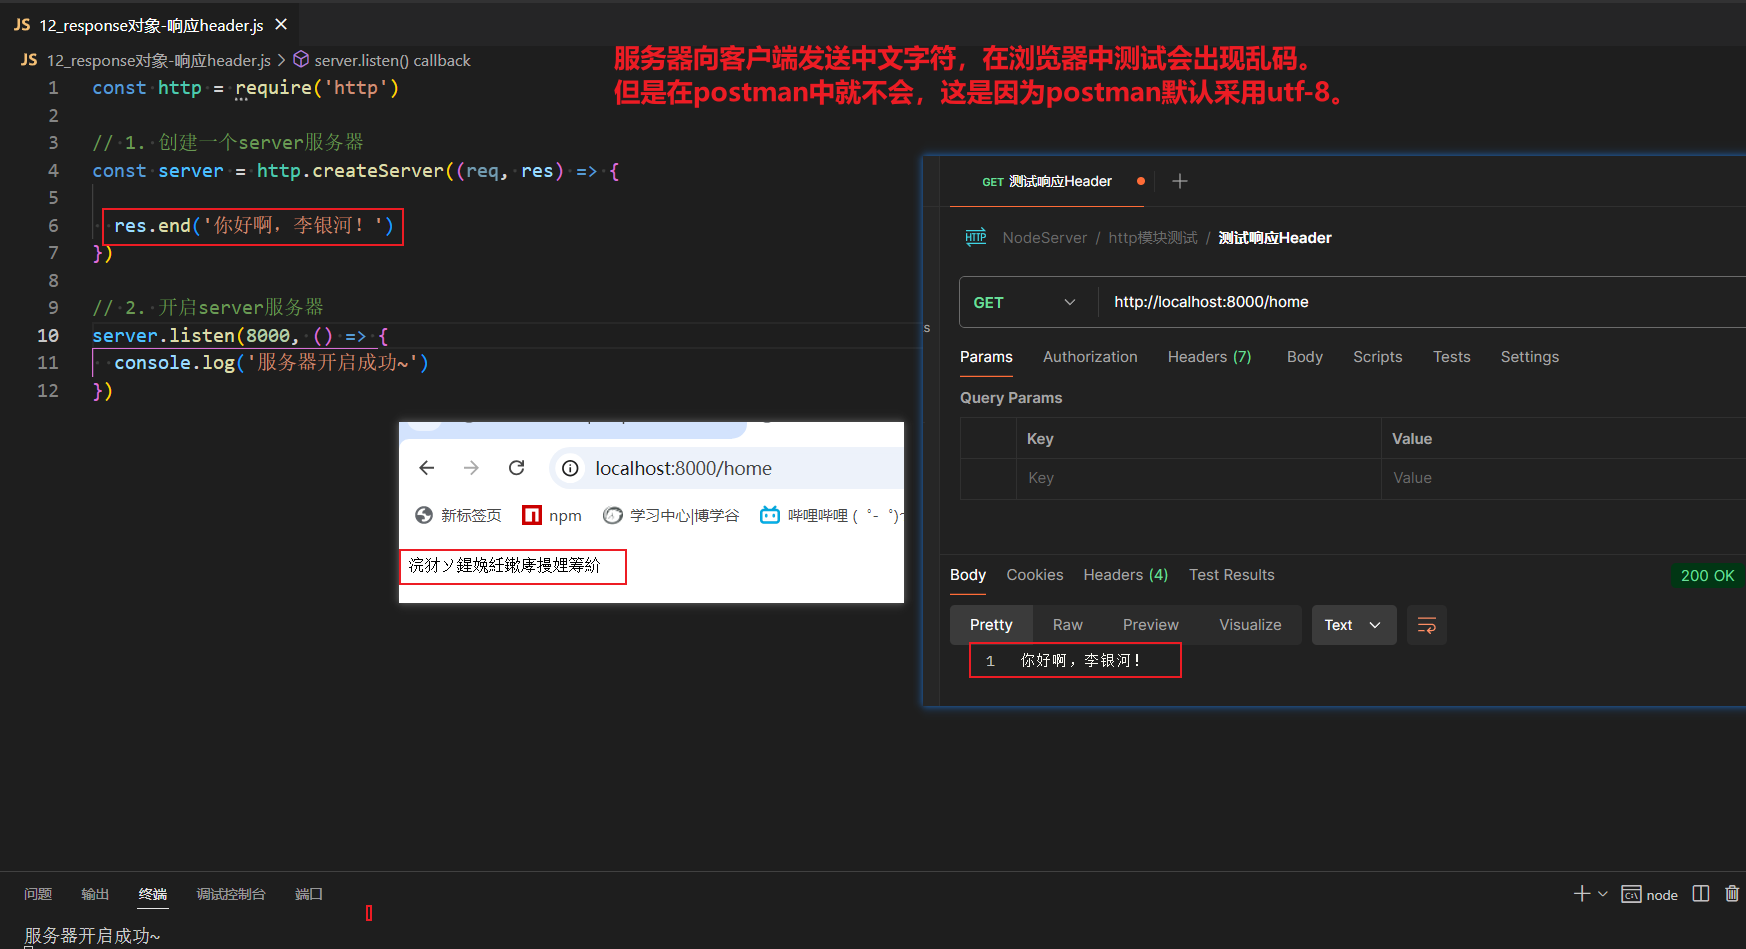 JS 12_response对象-响应header.js ×
JS 12_response对象-响应header.js > server.listen() callback
服务器向客户端发送中文字符，在浏览器中测试会出现乱码。
但是在postman中就不会，这是因为postman默认采用utf-8。
1 const http = require('http')
2
3 // 1. 创建一个server服务器
4 const server = http.createServer((req, res) => {
5
6 res.end('你好啊，李银河！')
7 })
8
9 // 2. 开启server服务器
10 server.listen(8000, () => {
11 console.log('服务器开启成功~')
12 })
localhost:8000/home
新标签页 npm 学习中心|博学谷 哔哩哔哩 (゜-゜)
浣犲ソ鍟婏紝鏉庨摱娌筹紒
GET 测试响应Header
HTTP NodeServer / http模块测试 / 测试响应Header
GET http://localhost:8000/home
s
Params Authorization Headers (7) Body Scripts Tests Settings
Query Params
Key Value
Key Value
Body Cookies Headers (4) Test Results 200 OK
Pretty Raw Preview Visualize Text
1 你好啊，李银河！
问题 输出 终端 调试控制台 端口 node
服务器开启成功~